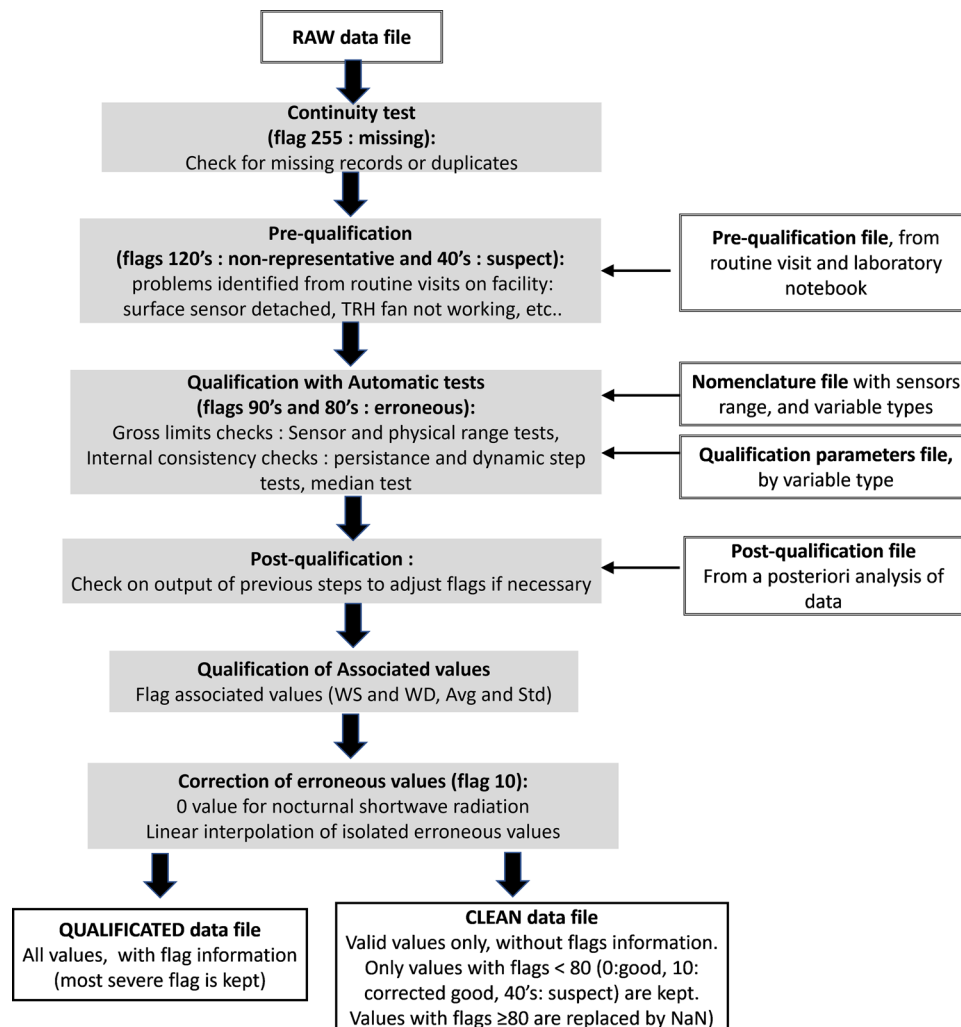 RAW data file
Continuity test
(flag 255 : missing):
Check for missing records or duplicates
Pre-qualification
(flags 120's : non-representative and 40's : suspect):
problems identified from routine visits on facility:
surface sensor detached, TRH fan not working, etc..
Pre-qualification file, from
routine visit and laboratory
notebook
Qualification with Automatic tests
(flags 90's and 80's : erroneous):
Gross limits checks : Sensor and physical range tests,
Internal consistency checks : persistance and dynamic step
tests, median test
Nomenclature file with sensors
range, and variable types
Qualification parameters file,
by variable type
Post-qualification :
Check on output of previous steps to adjust flags if necessary
Post-qualification file
From a posteriori analysis of
data
Qualification of Associated values
Flag associated values (WS and WD, Avg and Std)
Correction of erroneous values (flag 10):
0 value for nocturnal shortwave radiation
Linear interpolation of isolated erroneous values
QUALIFICATED data file
All values, with flag information
(most severe flag is kept)
CLEAN data file
Valid values only, without flags information.
Only values with flags < 80 (0:good, 10:
corrected good, 40's: suspect) are kept.
Values with flags ≥80 are replaced by NaN)